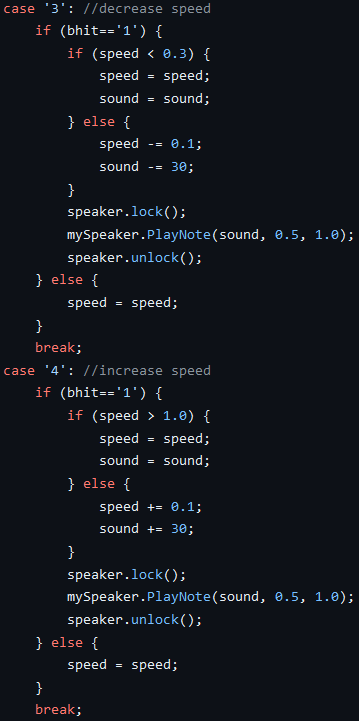 case '3': //decrease speed
    if (bhit=='1') {
        if (speed < 0.3) {
            speed = speed;
            sound = sound;
        } else {
            speed -= 0.1;
            sound -= 30;
        }
        speaker.lock();
        mySpeaker.PlayNote(sound, 0.5, 1.0);
        speaker.unlock();
    } else {
        speed = speed;
    }
    break;
case '4': //increase speed
    if (bhit=='1') {
        if (speed > 1.0) {
            speed = speed;
            sound = sound;
        } else {
            speed += 0.1;
            sound += 30;
        }
        speaker.lock();
        mySpeaker.PlayNote(sound, 0.5, 1.0);
        speaker.unlock();
    } else {
        speed = speed;
    }
    break;